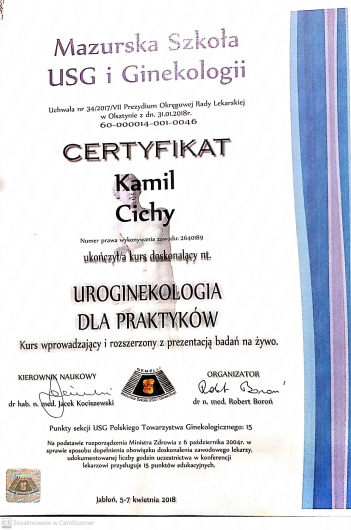 Mazurska Szkoła
USG i Ginekologii
Uchwała nr 34/2017/VII Prezydium Okręgowej Rady Lekarskiej
w Olsztynie z dn. 31.01.2018r.
60-000014-001-0046
CERTYFIKAT
Kamil
Cichy
Numer prawa wykonywania zawodu: 2640189
ukończył/a kurs doskonalący nt.
UROGINEKOLOGIA
DLA PRAKTYKÓW
Kurs wprowadzający i rozszerzony z prezentacją badań na żywo.
KIEROWNIK NAUKOWY
dr hab. n. med. Jacek Kociszewski
ORGANIZATOR
dr n. med. Robert Boroń
Punkty sekcji USG Polskiego Towarzystwa Ginekologicznego: 15
Na podstawie rozporządzenia Ministra Zdrowia z 6 października 2004r. w
sprawie sposobu dopełnienia obowiązku doskonalenia zawodowego lekarzy,
udokumentowanej liczby godzin uczestnictwa w konferencji
lekarzowi przysługuje 15 punktów edukacyjnych.
Jabłoń, 5-7 kwietnia 2018
CS Zeskanowane w CamScanner